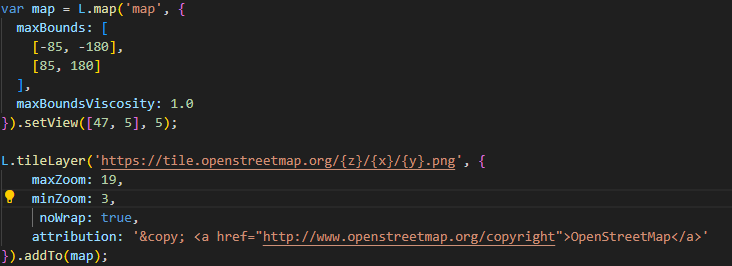 var map = L.map('map', {
  maxBounds: [
    [-85, -180],
    [85, 180]
  ],
  maxBoundsViscosity: 1.0
}).setView([47, 5], 5);

L.tileLayer('https://tile.openstreetmap.org/{z}/{x}/{y}.png', {
    maxZoom: 19,
    minZoom: 3,
     noWrap: true,
    attribution: '&copy; <a href="http://www.openstreetmap.org/copyright">OpenStreetMap</a>'
}).addTo(map);